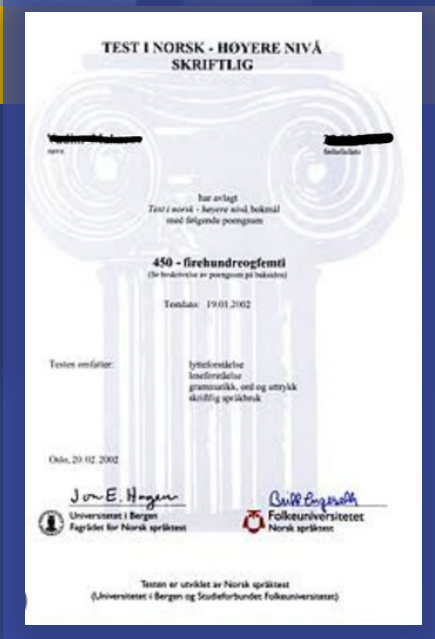 TEST I NORSK - HØYERE NIVÅ
SKRIFTLIG
navn
fødselsdato
har avlagt
Test i norsk - høyere nivå, bokmål
med følgende poengsum
450 - firehundreogfemti
(Se beskrivelse av poengsum på baksiden)
Testdato: 19.01.2002
Testen omfatter:
lytteforståelse
leseforståelse
grammatikk, ord og uttrykk
skriftlig språkbruk
Oslo, 20.02.2002
Jon E. Hagen
Universitetet i Bergen
Fagrådet for Norsk språktest
Folkeuniversitetet
Norsk språktest
Testen er utviklet av Norsk språktest
(Universitetet i Bergen og Studieforbundet Folkeuniversitetet)